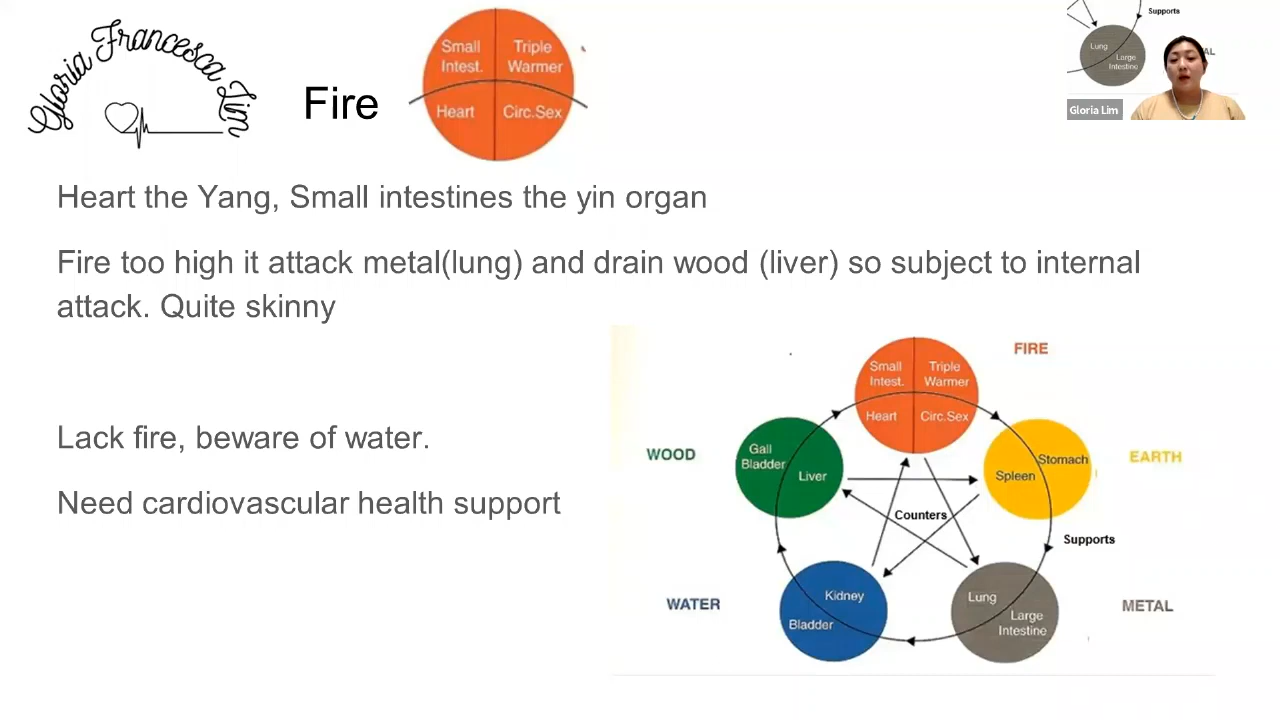 Gloria Francesca Lim
Fire
Small
Intest.
Triple
Warmer
Heart
Circ.Sex
Supports
Lung
Large
Intestine
AL
Gloria Lim
Heart the Yang, Small intestines the yin organ
Fire too high it attack metal(lung) and drain wood (liver) so subject to internal
attack. Quite skinny
Lack fire, beware of water.
Need cardiovascular health support
FIRE
Small
Intest.
Triple
Warmer
Heart
Circ.Sex
WOOD
Gall
Bladder
Liver
Stomach
Spleen
EARTH
Counters
Supports
WATER
Kidney
Bladder
Lung
Large
Intestine
METAL